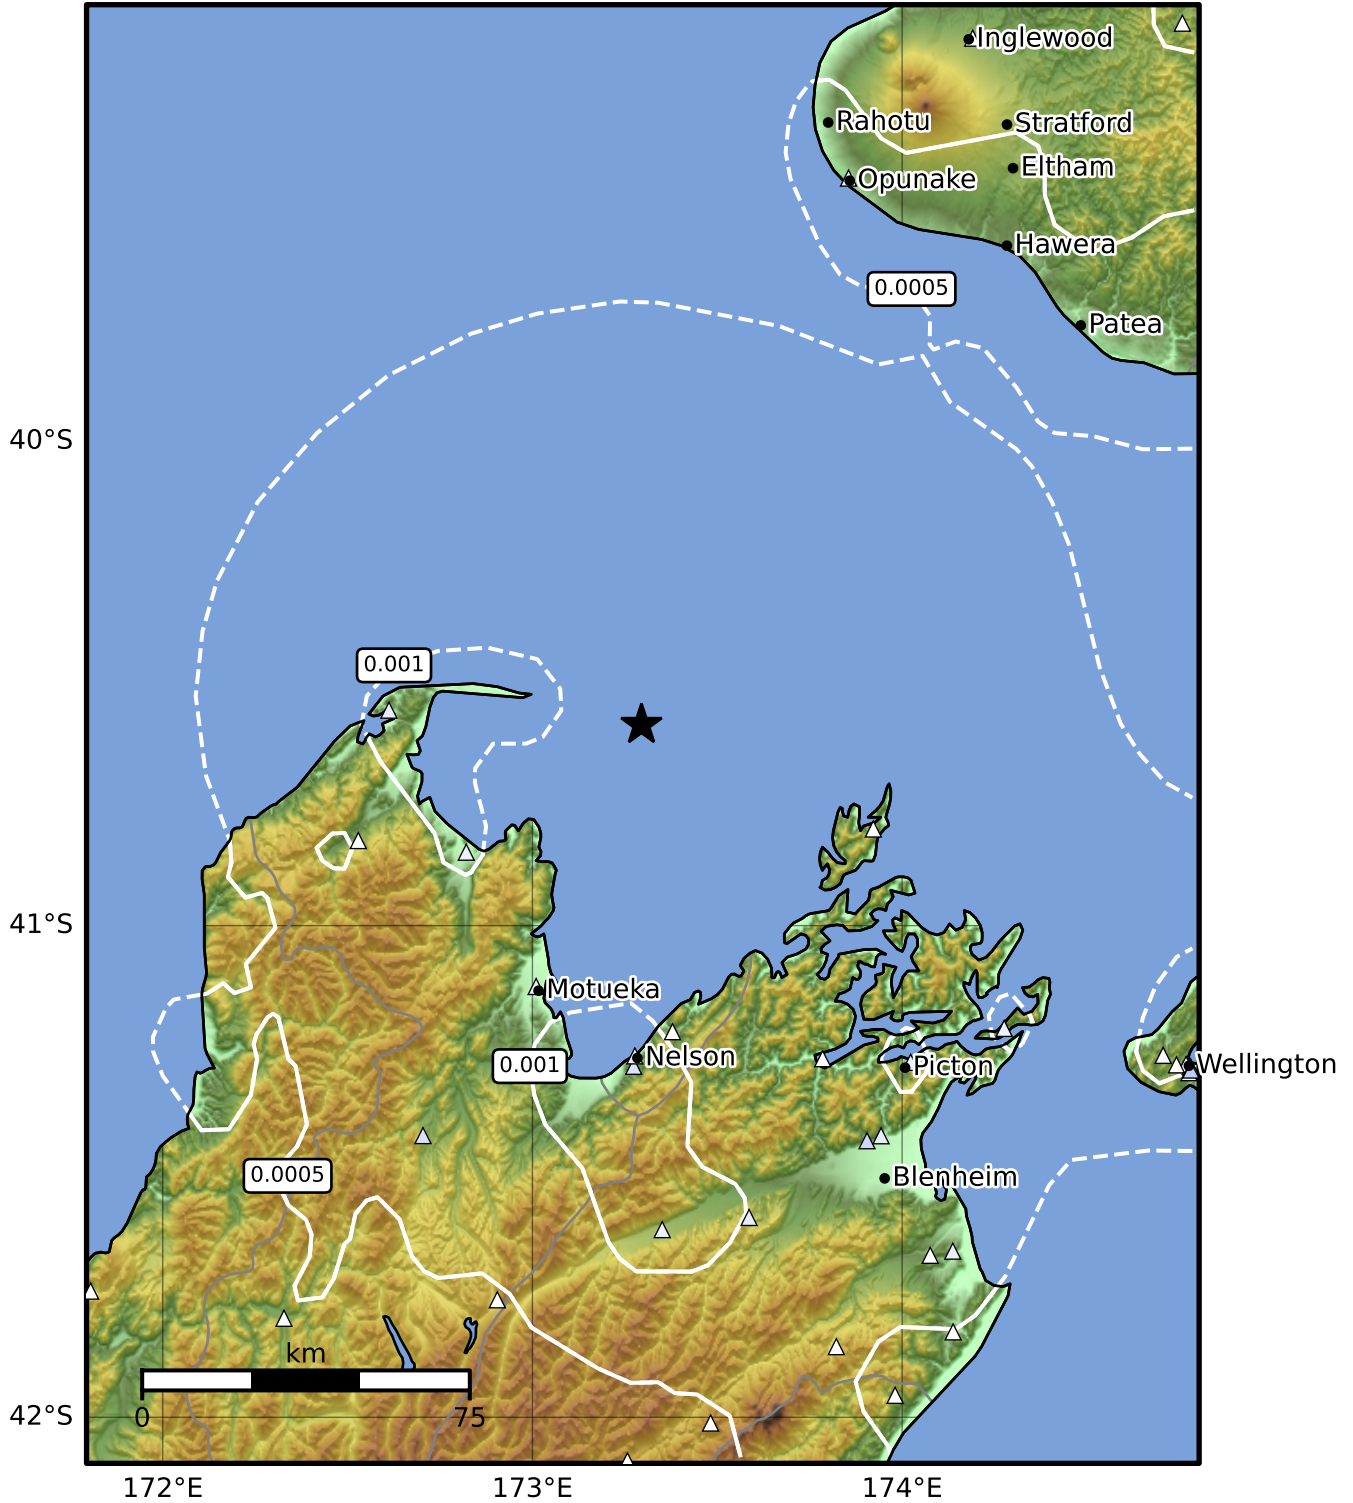 Inglewood
Rahotu
Stratford
Eltham
Opunake
Hawera
0.0005
Patea
40°S
0.001
41°S
Motueka
0.001
Nelson
Picton
Wellington
0.0005
Blenheim
km
0 75
42°S
172°E 173°E 174°E